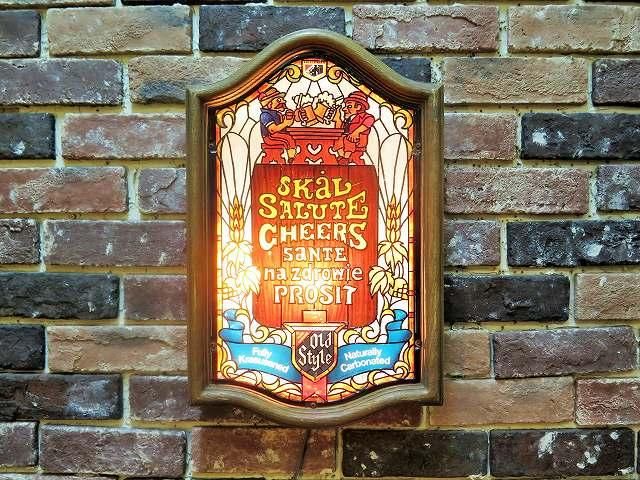 SKÅL
SALUTE
CHEERS
SANTE
na zdrowie
PROSIT
Old
Style
Fully
Kraeusened
Naturally
Carbonated